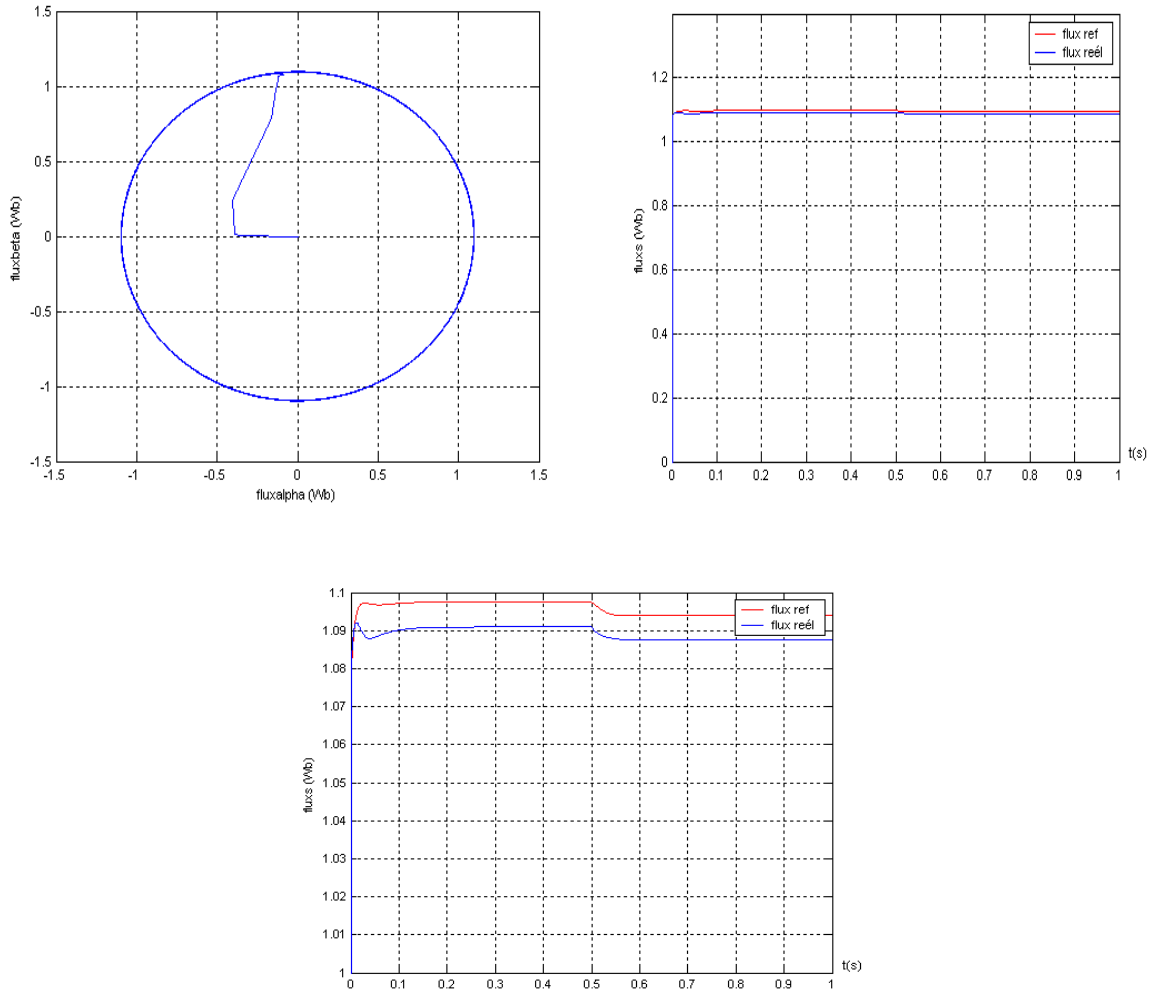 1.5
1
0.5
0
-0.5
-1
-1.5
-1.5 -1 -0.5 0 0.5 1 1.5
fluxbeta (Wb)
fluxalpha (Wb)
flux ref
flux reél
1.2
1
0.8
0.6
0.4
0.2
0
0 0.1 0.2 0.3 0.4 0.5 0.6 0.7 0.8 0.9 1
fluxs (Wb)
t(s)
flux ref
flux reél
1.1
1.09
1.08
1.07
1.06
1.05
1.04
1.03
1.02
1.01
1
0 0.1 0.2 0.3 0.4 0.5 0.6 0.7 0.8 0.9 1
fluxs (Wb)
t(s)